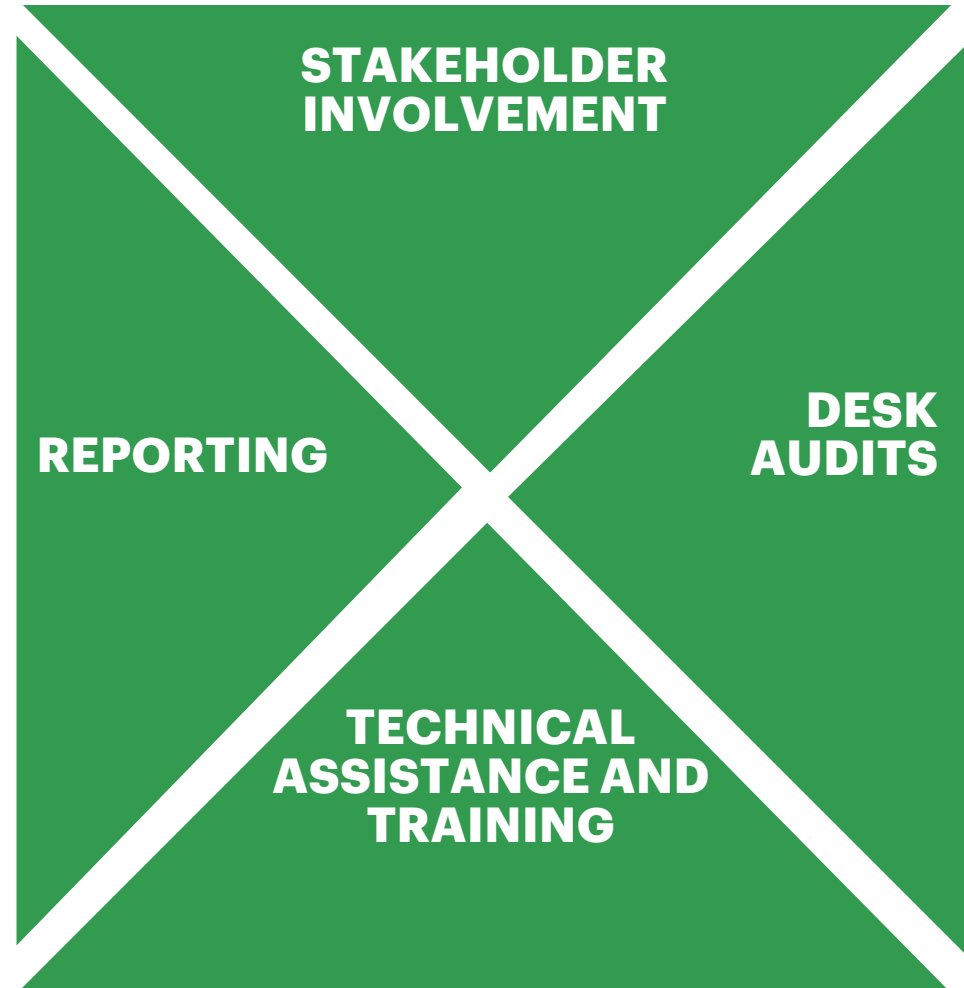 STAKEHOLDER
INVOLVEMENT
REPORTING
DESK
AUDITS
TECHNICAL
ASSISTANCE AND
TRAINING